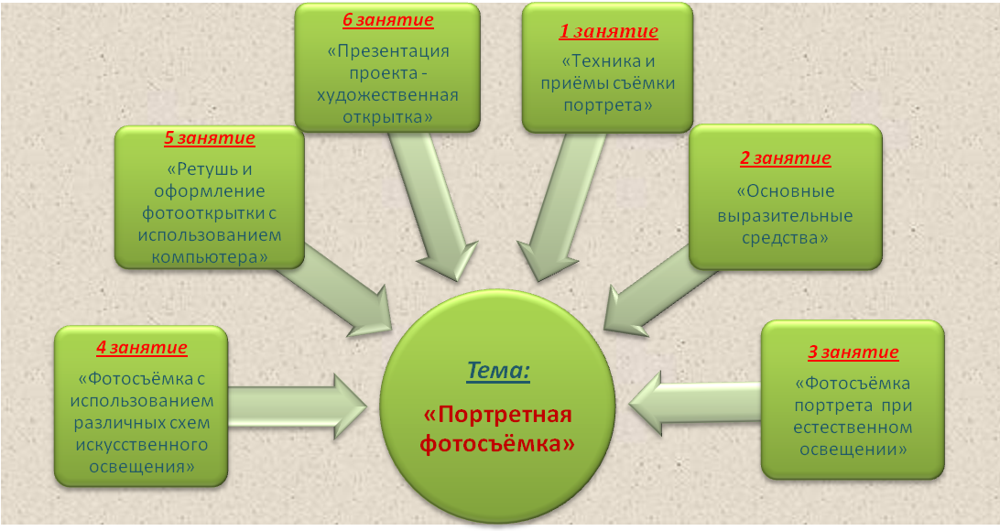 6 занятие
«Презентация
проекта -
художественная
открытка»
1 занятие
«Техника и
приёмы съёмки
портрета»
5 занятие
«Ретушь и
оформление
фотооткрытки с
использованием
компьютера»
2 занятие
«Основные
выразительные
средства»
4 занятие
«Фотосъёмка с
использованием
различных схем
искусственного
освещения»
Тема:
«Портретная
фотосъёмка»
3 занятие
«Фотосъёмка
портрета при
естественном
освещении»